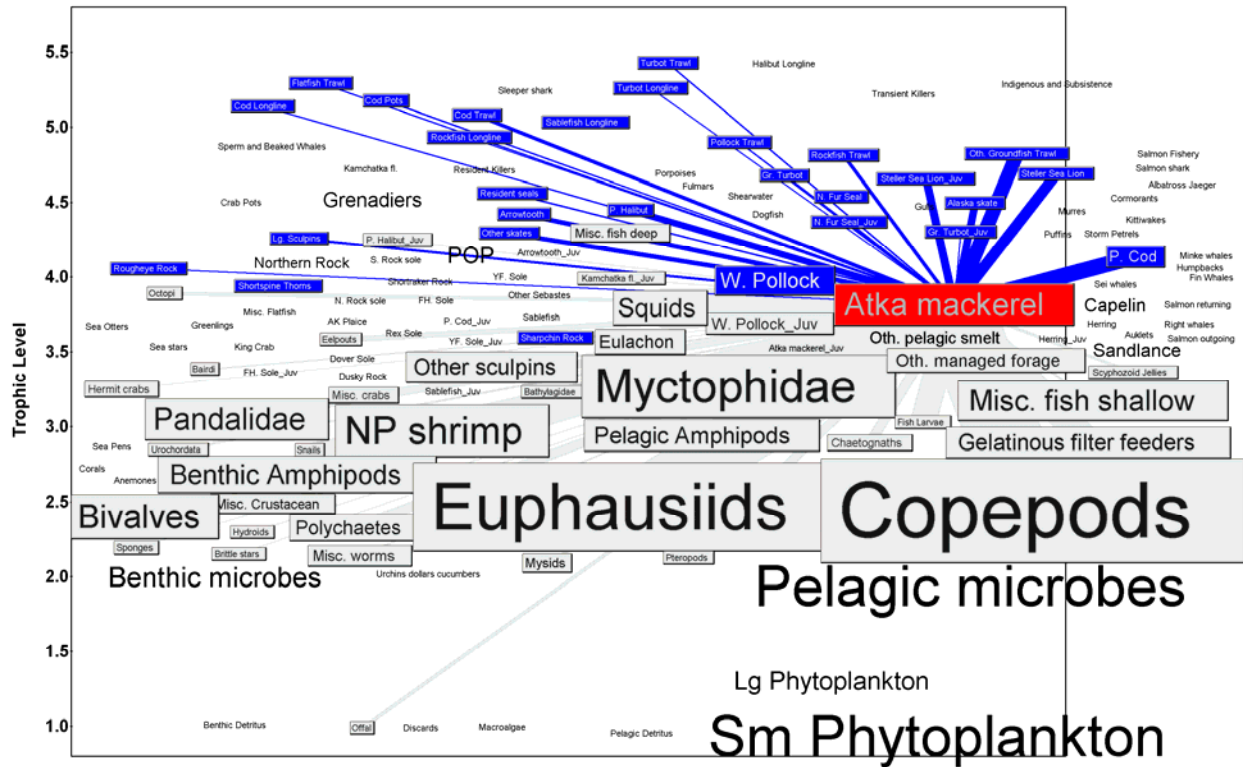 Trophic Level
5.5
5.0
4.5
4.0
3.5
3.0
2.5
2.0
1.5
1.0
Turbot Trawl
Halibut Longline
Flatfish Trawl
Sleeper shark
Turbot Longline
Transient Killers
Indigenous and Subsistence
Cod Longline
Cod Pots
Cod Trawl
Sablefish Longline
Rockfish Longline
Pollock Trawl
Sperm and Beaked Whales
Rockfish Trawl
Oth. Groundfish Trawl
Salmon Fishery
Kamchatka fl.
Resident Killers
Porpoises
Gr. Turbot
Steller Sea Lion_Juv
Steller Sea Lion
Salmon shark
Fulmars
Albatross Jaeger
Crab Pots
Grenadiers
Resident seals
Shearwater
N. Fur Seal
Alaska skate
Cormorants
Arrowtooth
P. Halibut
Dogfish
Gulls
Murres
Kittiwakes
Lg. Sculpins
P. Halibut_Juv
Other skates
Misc. fish deep
N. Fur Seal_Juv
Gr. Turbot_Juv
Puffins
Storm Petrels
Rougheye Rock
Northern Rock
S. Rock sole
POP
Arrowtooth_Juv
P. Cod
Minke whales
Humpbacks
Fin Whales
Octopi
Shortspine Thorns
Shortraker Rock
YF. Sole
Kamchatka fl._Juv
W. Pollock
Sei whales
N. Rock sole
FH. Sole
Other Sebastes
Squids
Atka mackerel
Capelin
Salmon returning
Sea Otters
Greenlings
Misc. Flatfish
AK Plaice
P. Cod_Juv
Sablefish
W. Pollock_Juv
Herring
Auklets
Right whales
Sea stars
King Crab
Eelpouts
Rex Sole
YF. Sole_Juv
Sharpchin Rock
Eulachon
Atka mackerel_Juv
Oth. pelagic smelt
Herring_Juv
Salmon outgoing
Bairdi
FH. Sole_Juv
Dover Sole
Dusky Rock
Other sculpins
Oth. managed forage
Sandlance
Scyphozoid Jellies
Hermit crabs
Misc. crabs
Sablefish_Juv
Bathylagidae
Myctophidae
Misc. fish shallow
Pandalidae
NP shrimp
Pelagic Amphipods
Fish Larvae
Chaetognaths
Gelatinous filter feeders
Sea Pens
Urochordata
Snails
Corals
Anemones
Benthic Amphipods
Euphausiids
Copepods
Bivalves
Misc. Crustacean
Hydroids
Polychaetes
Sponges
Brittle stars
Misc. worms
Mysids
Pteropods
Benthic microbes
Urchins dollars cucumbers
Pelagic microbes
Lg Phytoplankton
Benthic Detritus
Offal
Discards
Macroalgae
Pelagic Detritus
Sm Phytoplankton